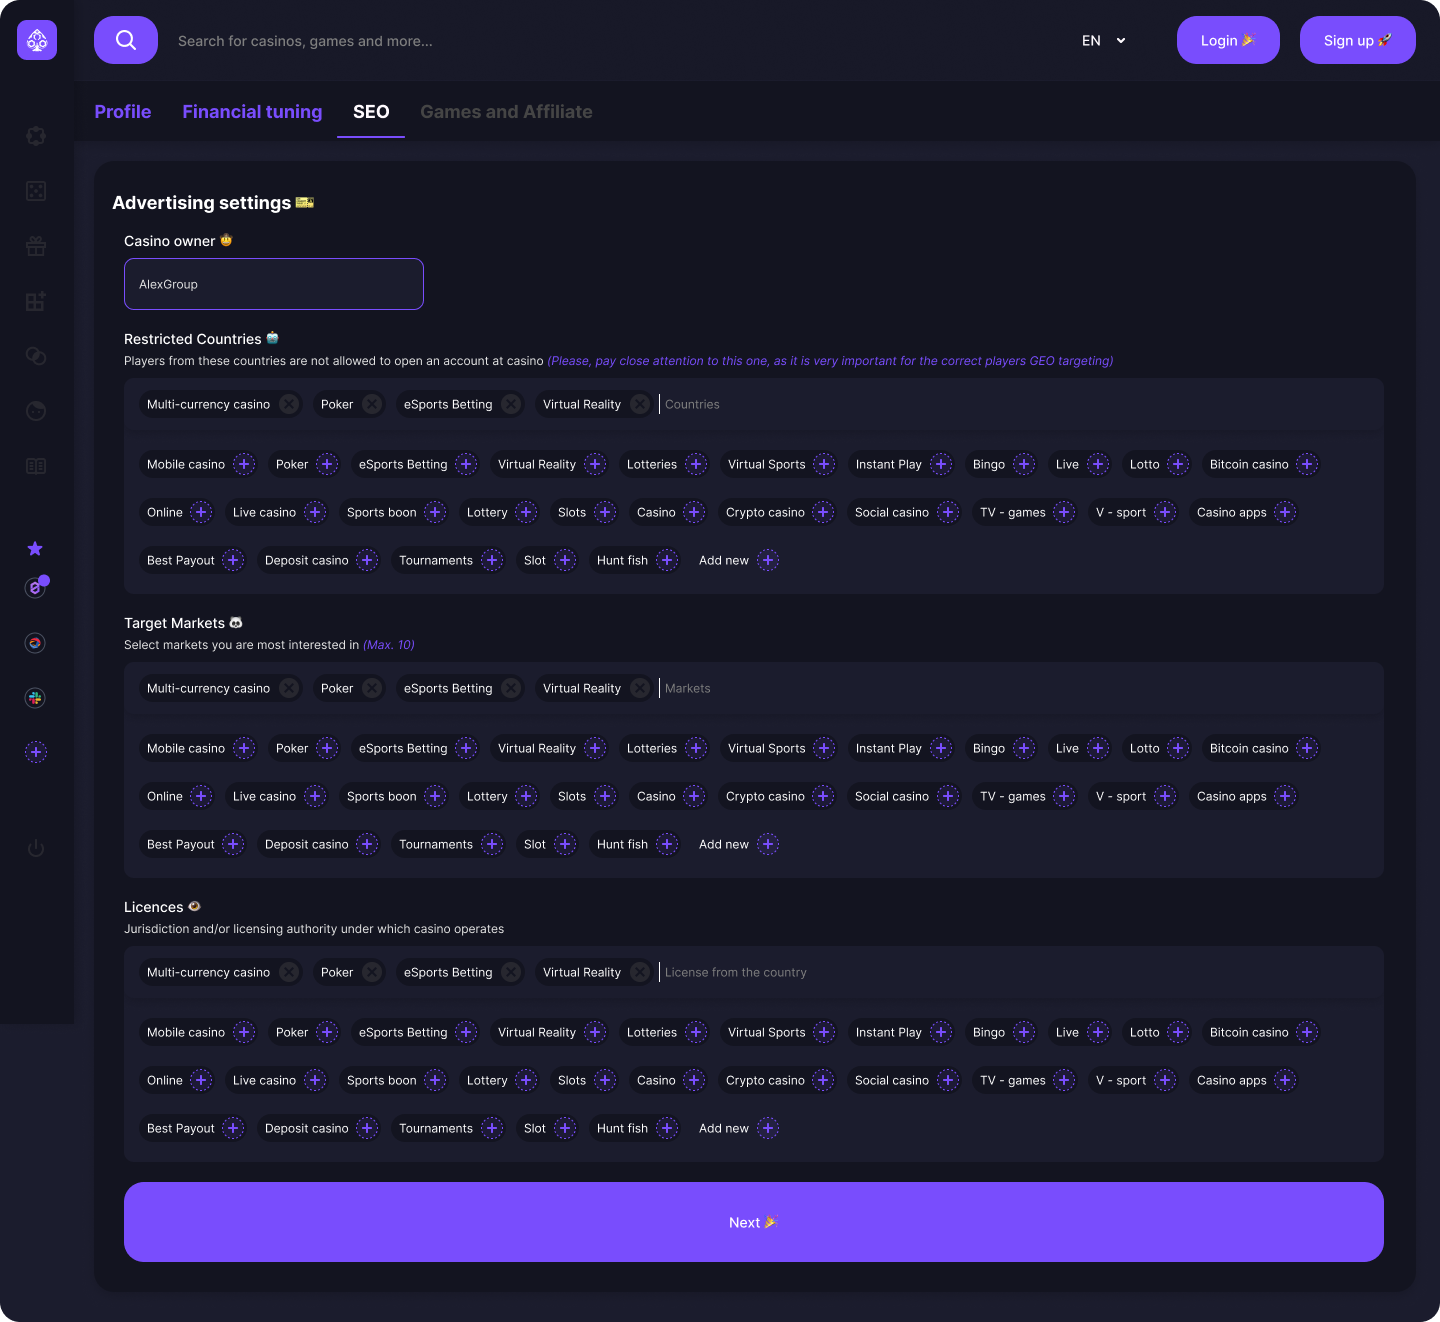 Search for casinos, games and more...
EN
Login
Sign up
Profile
Financial tuning
SEO
Games and Affiliate
Advertising settings
Casino owner
AlexGroup
Restricted Countries
Players from these countries are not allowed to open an account at casino (Please, pay close attention to this one, as it is very important for the correct players GEO targeting)
Multi-currency casino Poker eSports Betting Virtual Reality Countries
Mobile casino Poker eSports Betting Virtual Reality Lotteries Virtual Sports Instant Play Bingo Live Lotto Bitcoin casino
Online Live casino Sports boon Lottery Slots Casino Crypto casino Social casino TV - games V - sport Casino apps
Best Payout Deposit casino Tournaments Slot Hunt fish Add new
Target Markets
Select markets you are most interested in (Max. 10)
Multi-currency casino Poker eSports Betting Virtual Reality Markets
Mobile casino Poker eSports Betting Virtual Reality Lotteries Virtual Sports Instant Play Bingo Live Lotto Bitcoin casino
Online Live casino Sports boon Lottery Slots Casino Crypto casino Social casino TV - games V - sport Casino apps
Best Payout Deposit casino Tournaments Slot Hunt fish Add new
Licences
Jurisdiction and/or licensing authority under which casino operates
Multi-currency casino Poker eSports Betting Virtual Reality License from the country
Mobile casino Poker eSports Betting Virtual Reality Lotteries Virtual Sports Instant Play Bingo Live Lotto Bitcoin casino
Online Live casino Sports boon Lottery Slots Casino Crypto casino Social casino TV - games V - sport Casino apps
Best Payout Deposit casino Tournaments Slot Hunt fish Add new
Next